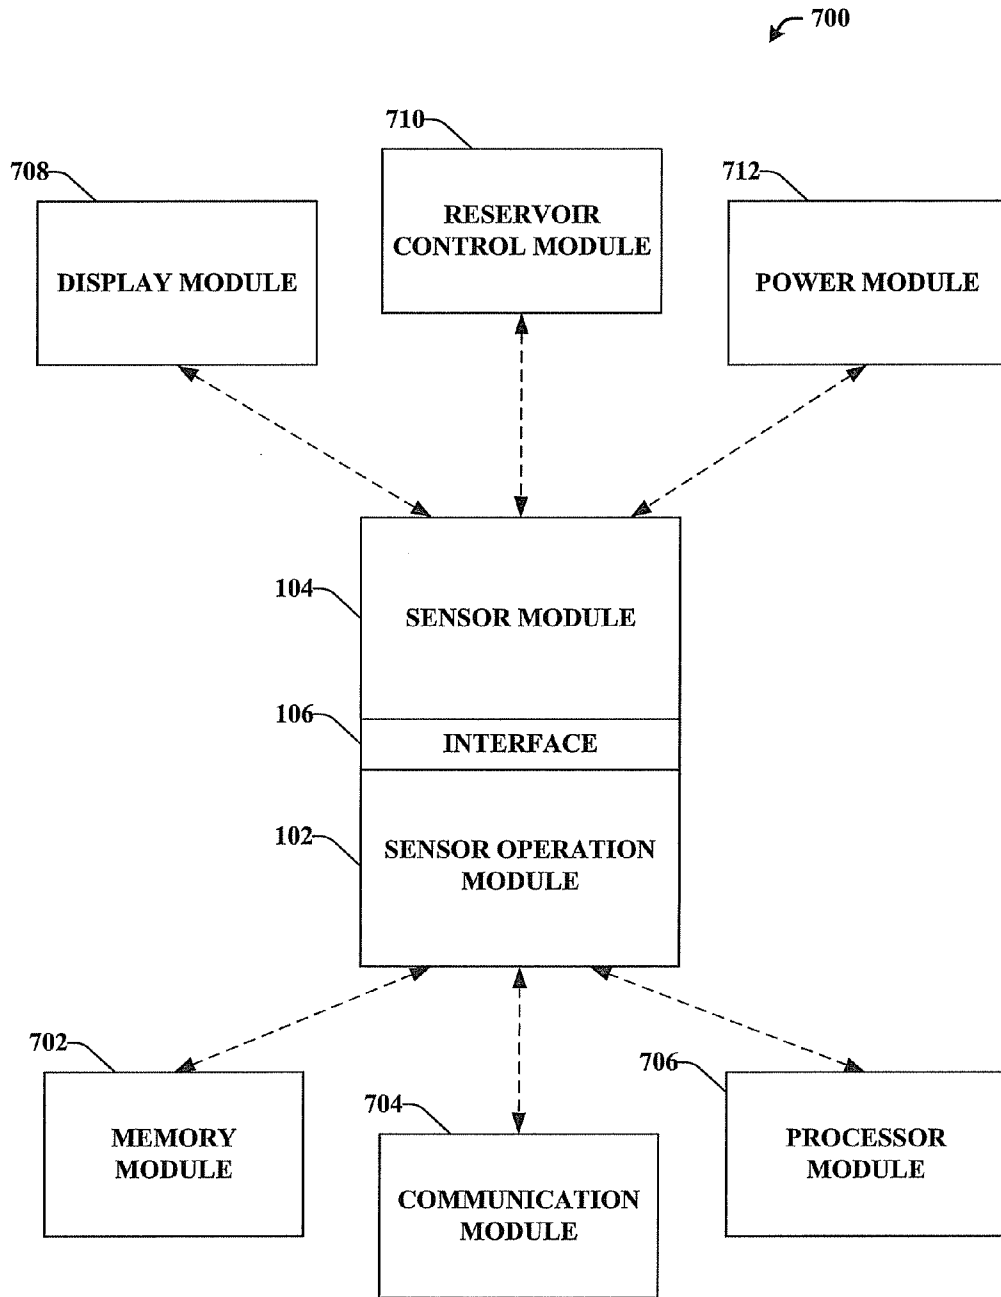 700
710
708
712
RESERVOIR
CONTROL MODULE
DISPLAY MODULE
POWER MODULE
104
SENSOR MODULE
106
INTERFACE
102
SENSOR OPERATION
MODULE
702
706
704
MEMORY
MODULE
PROCESSOR
MODULE
COMMUNICATION
MODULE